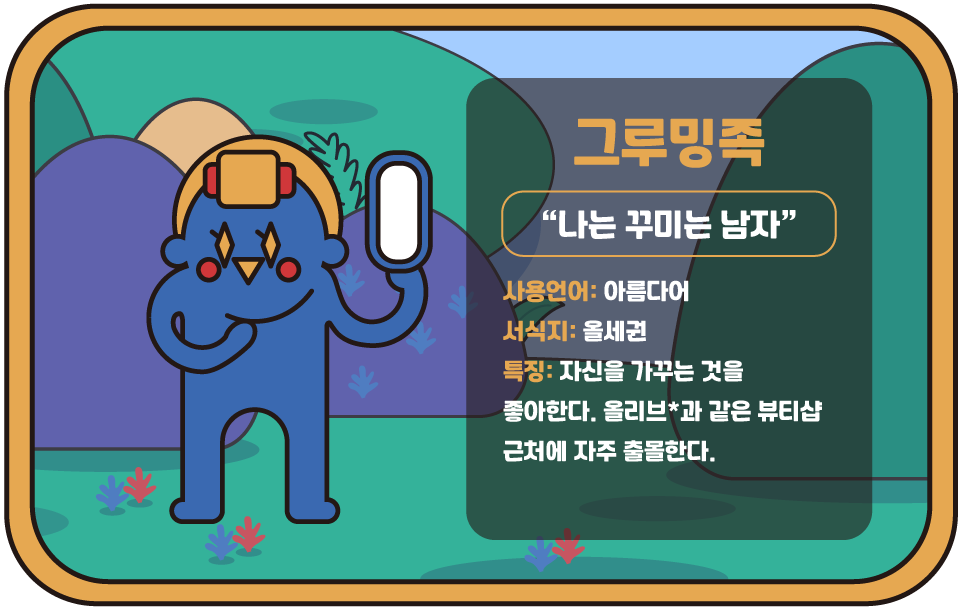 그루밍족
“나는 꾸미는 남자”
사용언어: 아름다어
서식지: 올세권
특징: 자신을 가꾸는 것을
좋아한다. 올리브*과 같은 뷰티샵
근처에 자주 출몰한다.